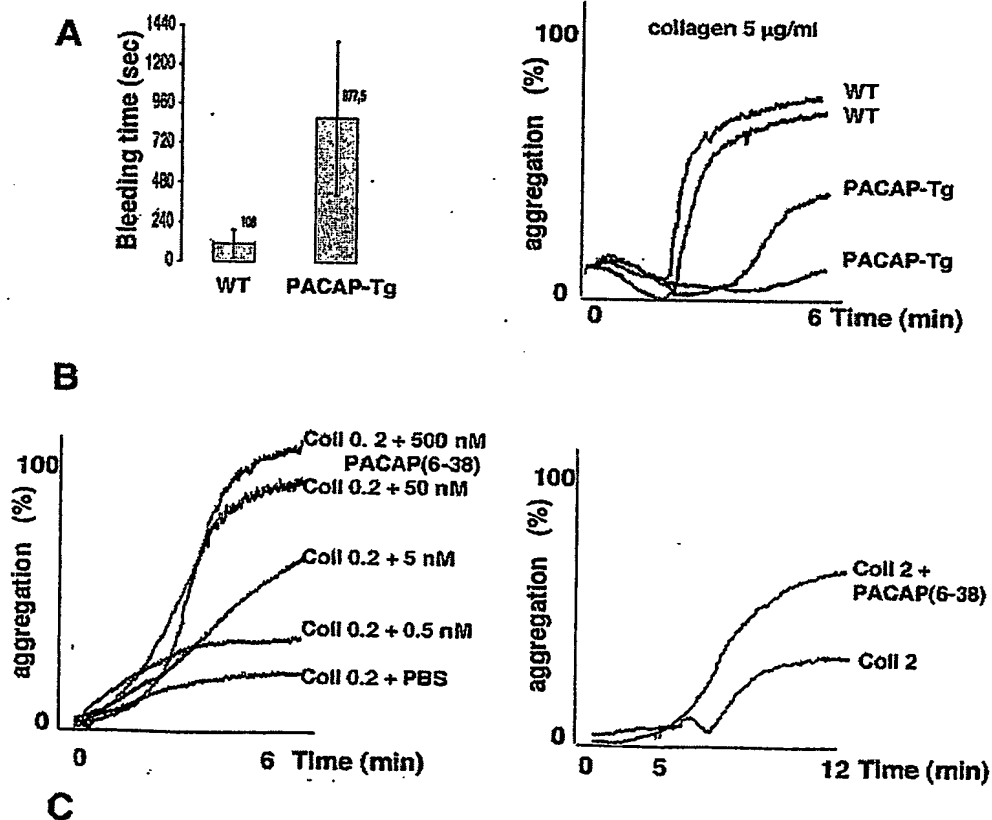 A
Bleeding time (sec)
1440
1200
960
720
480
240
0
108
877,5
WT
PACAP-Tg
collagen 5 µg/ml
aggregation (%)
100
0
WT
WT
PACAP-Tg
PACAP-Tg
0
6 Time (min)
B
aggregation (%)
100
0
Coll 0. 2 + 500 nM
PACAP(6-38)
Coll 0.2 + 50 nM
Coll 0.2 + 5 nM
Coll 0.2 + 0.5 nM
Coll 0.2 + PBS
0
6 Time (min)
aggregation (%)
100
0
Coll 2 +
PACAP(6-38)
Coll 2
0
5
12 Time (min)
C